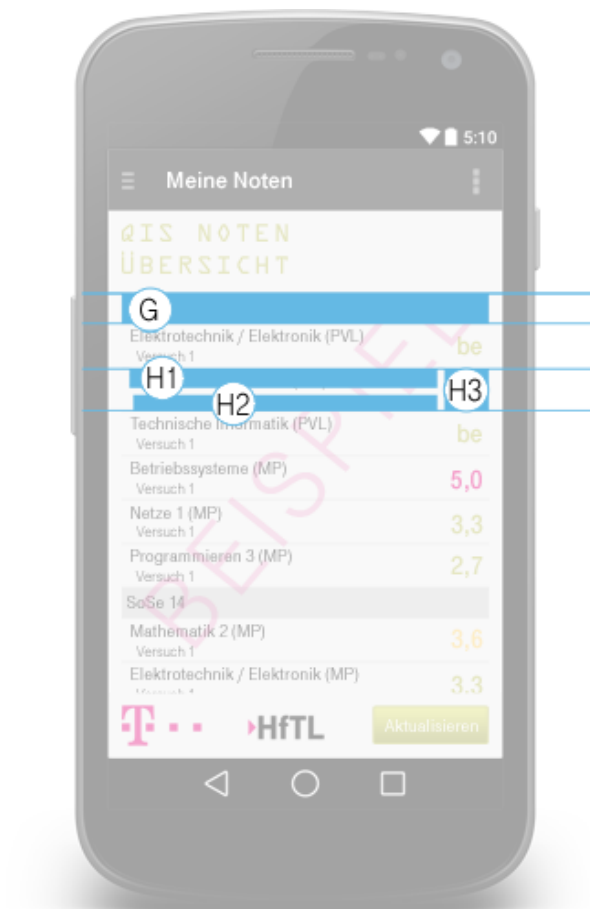 5:10
Meine Noten
QIS NOTEN
ÜBERSICHT
G
Elektrotechnik / Elektronik (PVL)
Versuch 1
be
H1
H2
H3
Technische Informatik (PVL)
Versuch 1
be
Betriebssysteme (MP)
Versuch 1
5,0
Netze 1 (MP)
Versuch 1
3,3
Programmieren 3 (MP)
Versuch 1
2,7
SoSe 14
Mathematik 2 (MP)
Versuch 1
3,6
Elektrotechnik / Elektronik (MP)
3,3
BEISPIEL
T
HfTL
Aktualisieren